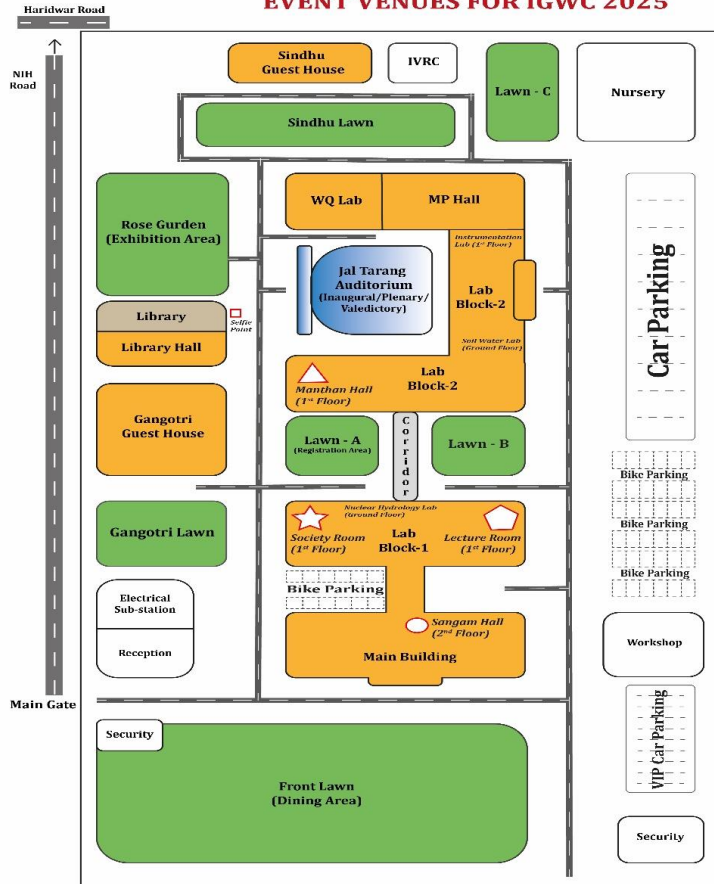 EVENT VENUES FOR IGWC 2025
Haridwar Road
NIH
Road
Sindhu
Guest House
IVRC
Lawn - C
Nursery
Sindhu Lawn
Rose Gurden
(Exhibition Area)
WQ Lab
MP Hall
Instrumentation
Lab (1st Floor)
Jal Tarang
Auditorium
(Inaugural/Plenary/
Valedictory)
Lab
Block-2
Car Parking
Library
Selfie
Point
Library Hall
Soil Water Lab
(Ground Floor)
Lab
Block-2
Manthan Hall
(1st Floor)
Gangotri
Guest House
Lawn - A
(Registration Area)
Corridor
Lawn - B
Bike Parking
Bike Parking
Bike Parking
Gangotri Lawn
Nuclear Hydrology Lab
(Ground Floor)
Society Room
(1st Floor)
Lab
Block-1
Lecture Room
(1st Floor)
Electrical
Sub-station
Reception
Bike Parking
Sangam Hall
(2nd Floor)
Main Building
Workshop
Main Gate
VIP Car Parking
Security
Front Lawn
(Dining Area)
Security